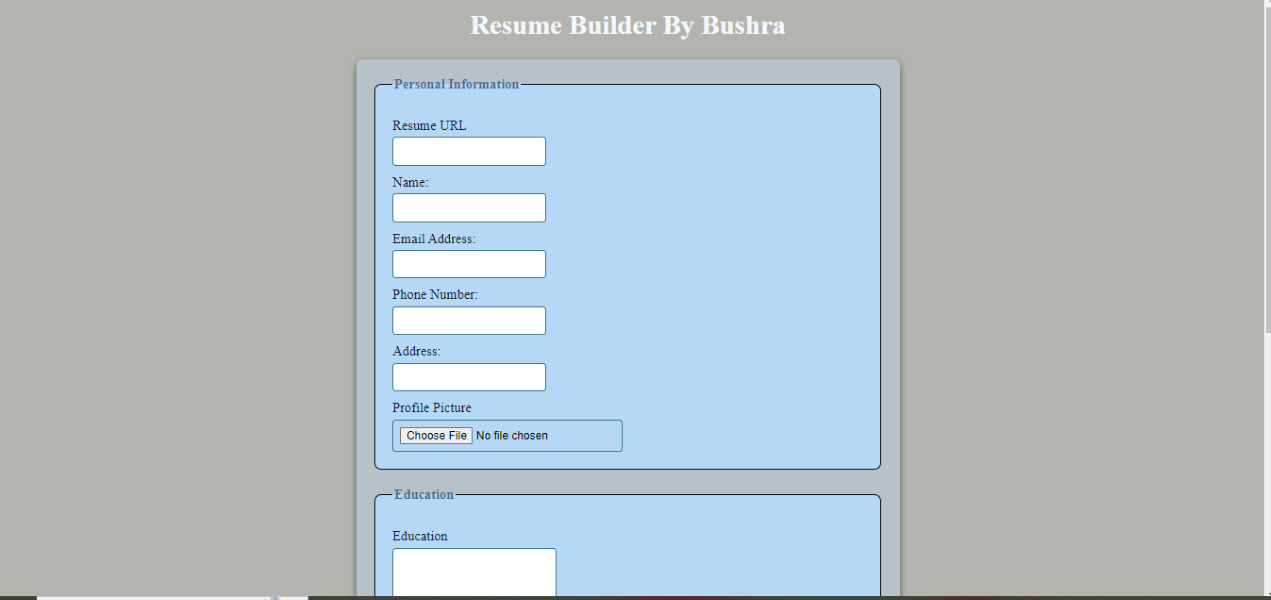 Resume Builder By Bushra
Personal Information
Resume URL
Name:
Email Address:
Phone Number:
Address:
Profile Picture
Choose File No file chosen
Education
Education